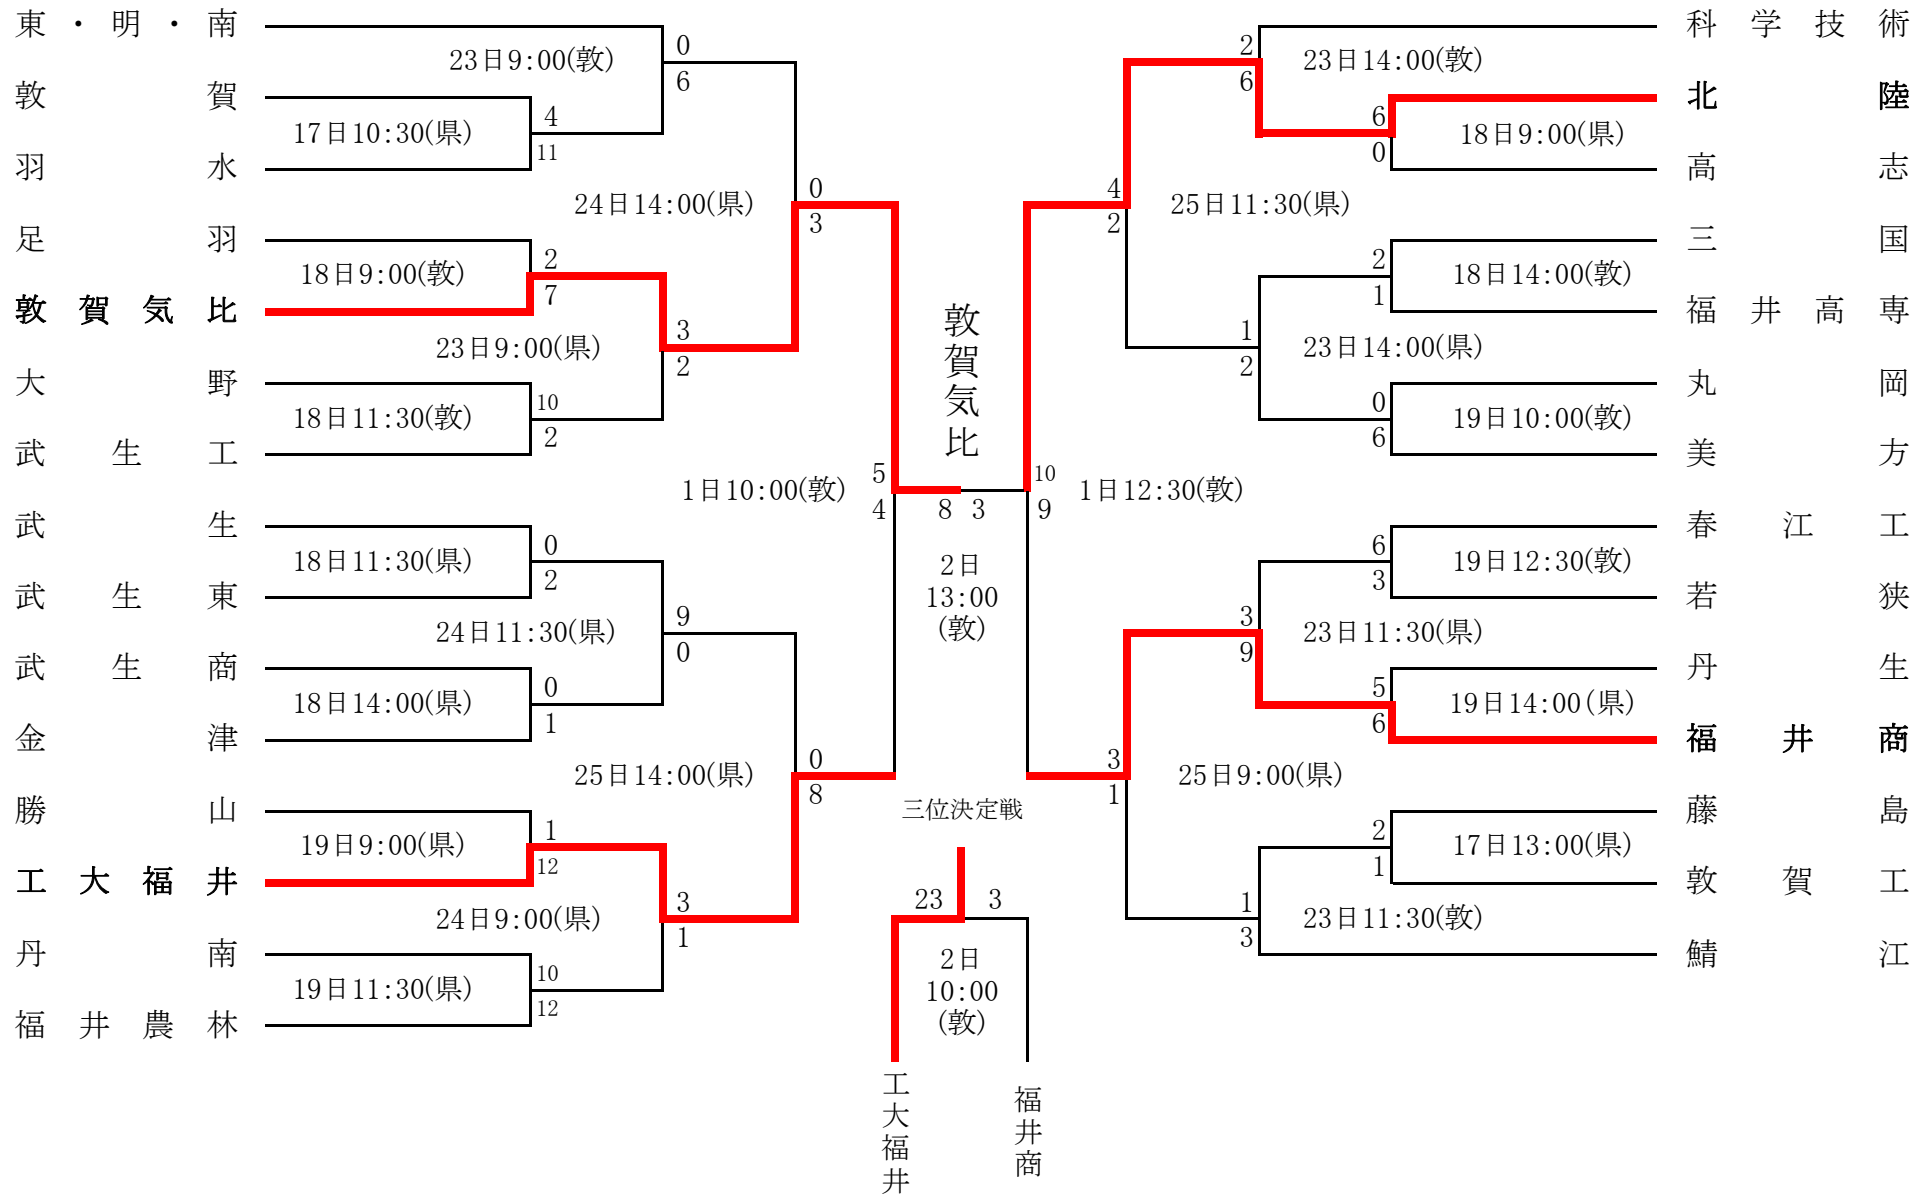 東・明・南
敦賀
羽水
足羽
敦賀気比
大野
武生工
武生
武生東
武生商
金津
勝山
工大福井
丹南
福井農林
23日9:00(敦)
0
6
17日10:30(県)
4
11
24日14:00(県)
0
3
18日9:00(敦)
2
7
23日9:00(県)
3
2
18日11:30(敦)
10
2
1日10:00(敦)
5
4
18日11:30(県)
0
2
24日11:30(県)
9
0
18日14:00(県)
0
1
25日14:00(県)
0
8
19日9:00(県)
1
12
24日9:00(県)
3
1
19日11:30(県)
10
12
敦賀気比
8 3
2日
13:00
(敦)
三位決定戦
23 3
2日
10:00
(敦)
工大福井
福井商
2
6
23日14:00(敦)
6
0
18日9:00(県)
4
2
25日11:30(県)
2
1
18日14:00(敦)
1
2
23日14:00(県)
0
6
19日10:00(敦)
10
9
1日12:30(敦)
6
3
19日12:30(敦)
3
9
23日11:30(県)
5
6
19日14:00(県)
3
1
25日9:00(県)
2
1
17日13:00(県)
1
3
23日11:30(敦)
科学技術
北陸
高志
三国
福井高専
丸岡
美方
春江工
若狭
丹生
福井商
藤島
敦賀工
鯖江